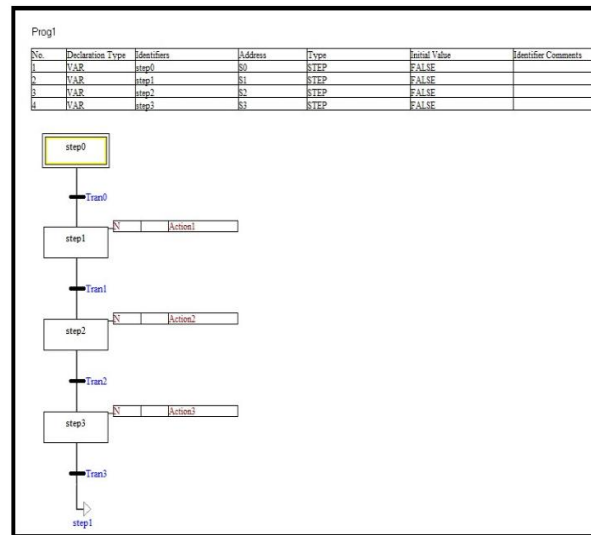 Prog1
No. Declaration Type Identifiers Address Type Initial Value Identifier Comments
1 VAR step0 S0 STEP FALSE
2 VAR step1 S1 STEP FALSE
3 VAR step2 S2 STEP FALSE
4 VAR step3 S3 STEP FALSE
step0
Tran0
N Action1
step1
Tran1
N Action2
step2
Tran2
N Action3
step3
Tran3
step1